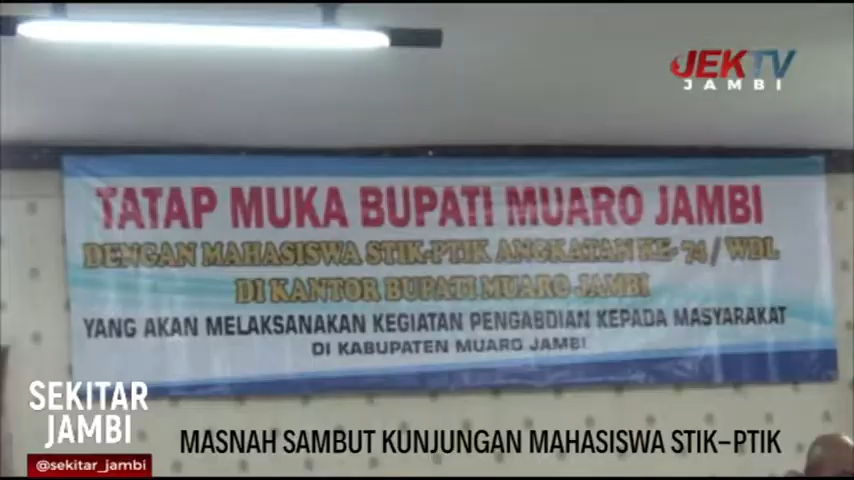 JEKTV
JAMBI
TATAP MUKA BUPATI MUARO JAMBI
DENGAN MAHASISWA STIK-PTIK ANGKATAN KE- 74 / WBL
DI KANTOR BUPATI MUARO JAMBI
YANG AKAN MELAKSANAKAN KEGIATAN PENGABDIAN KEPADA MASYARAKAT
DI KABUPATEN MUARO JAMBI
SEKITAR
JAMBI
@sekitar_jambi
MASNAH SAMBUT KUNJUNGAN MAHASISWA STIK-PTIK